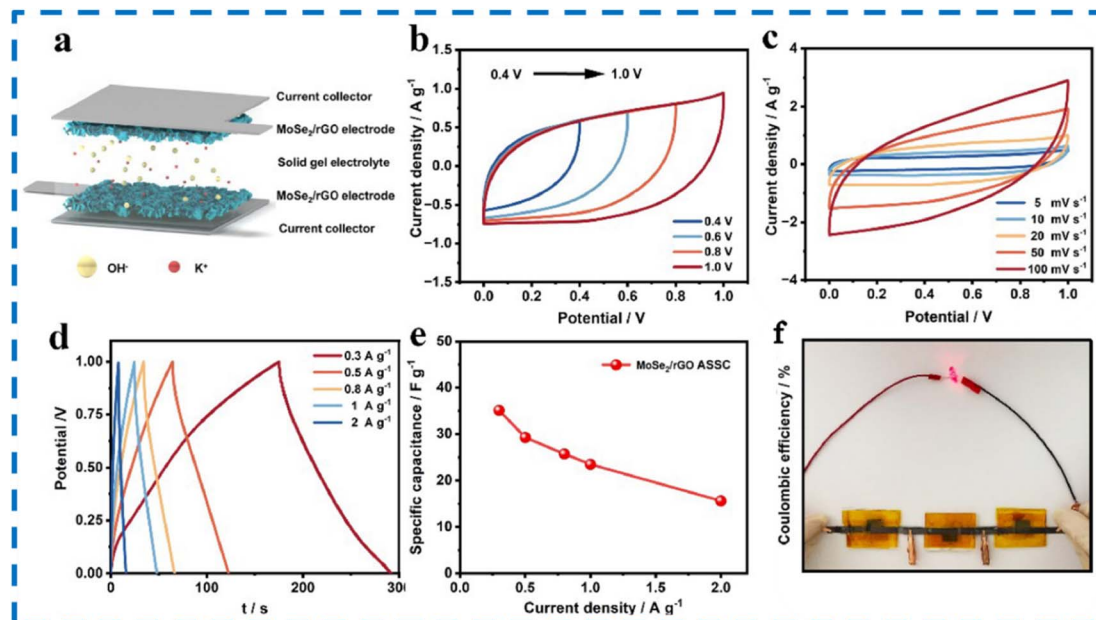 a
Current collector
MoSe₂/rGO electrode
Solid gel electrolyte
MoSe₂/rGO electrode
Current collector
OH⁻
K⁺
b
Current density / A g⁻¹
1.5
1.0
0.5
0.0
−0.5
−1.0
−1.5
0.4 V
1.0 V
0.4 V
0.6 V
0.8 V
1.0 V
0.0 0.2 0.4 0.6 0.8 1.0
Potential / V
c
Current density / A g⁻¹
4
2
0
−2
−4
5 mV s⁻¹
10 mV s⁻¹
20 mV s⁻¹
50 mV s⁻¹
100 mV s⁻¹
0.0 0.2 0.4 0.6 0.8 1.0
Potential / V
d
Potential /V
1.00
0.75
0.50
0.25
0.00
0.3 A g⁻¹
0.5 A g⁻¹
0.8 A g⁻¹
1 A g⁻¹
2 A g⁻¹
0 100 200 300
t / s
e
Specific capacitance / F g⁻¹
50
40
30
20
10
0
MoSe₂/rGO ASSC
0.0 0.5 1.0 1.5 2.0
Current density / A g⁻¹
f
Coulombic efficiency / %